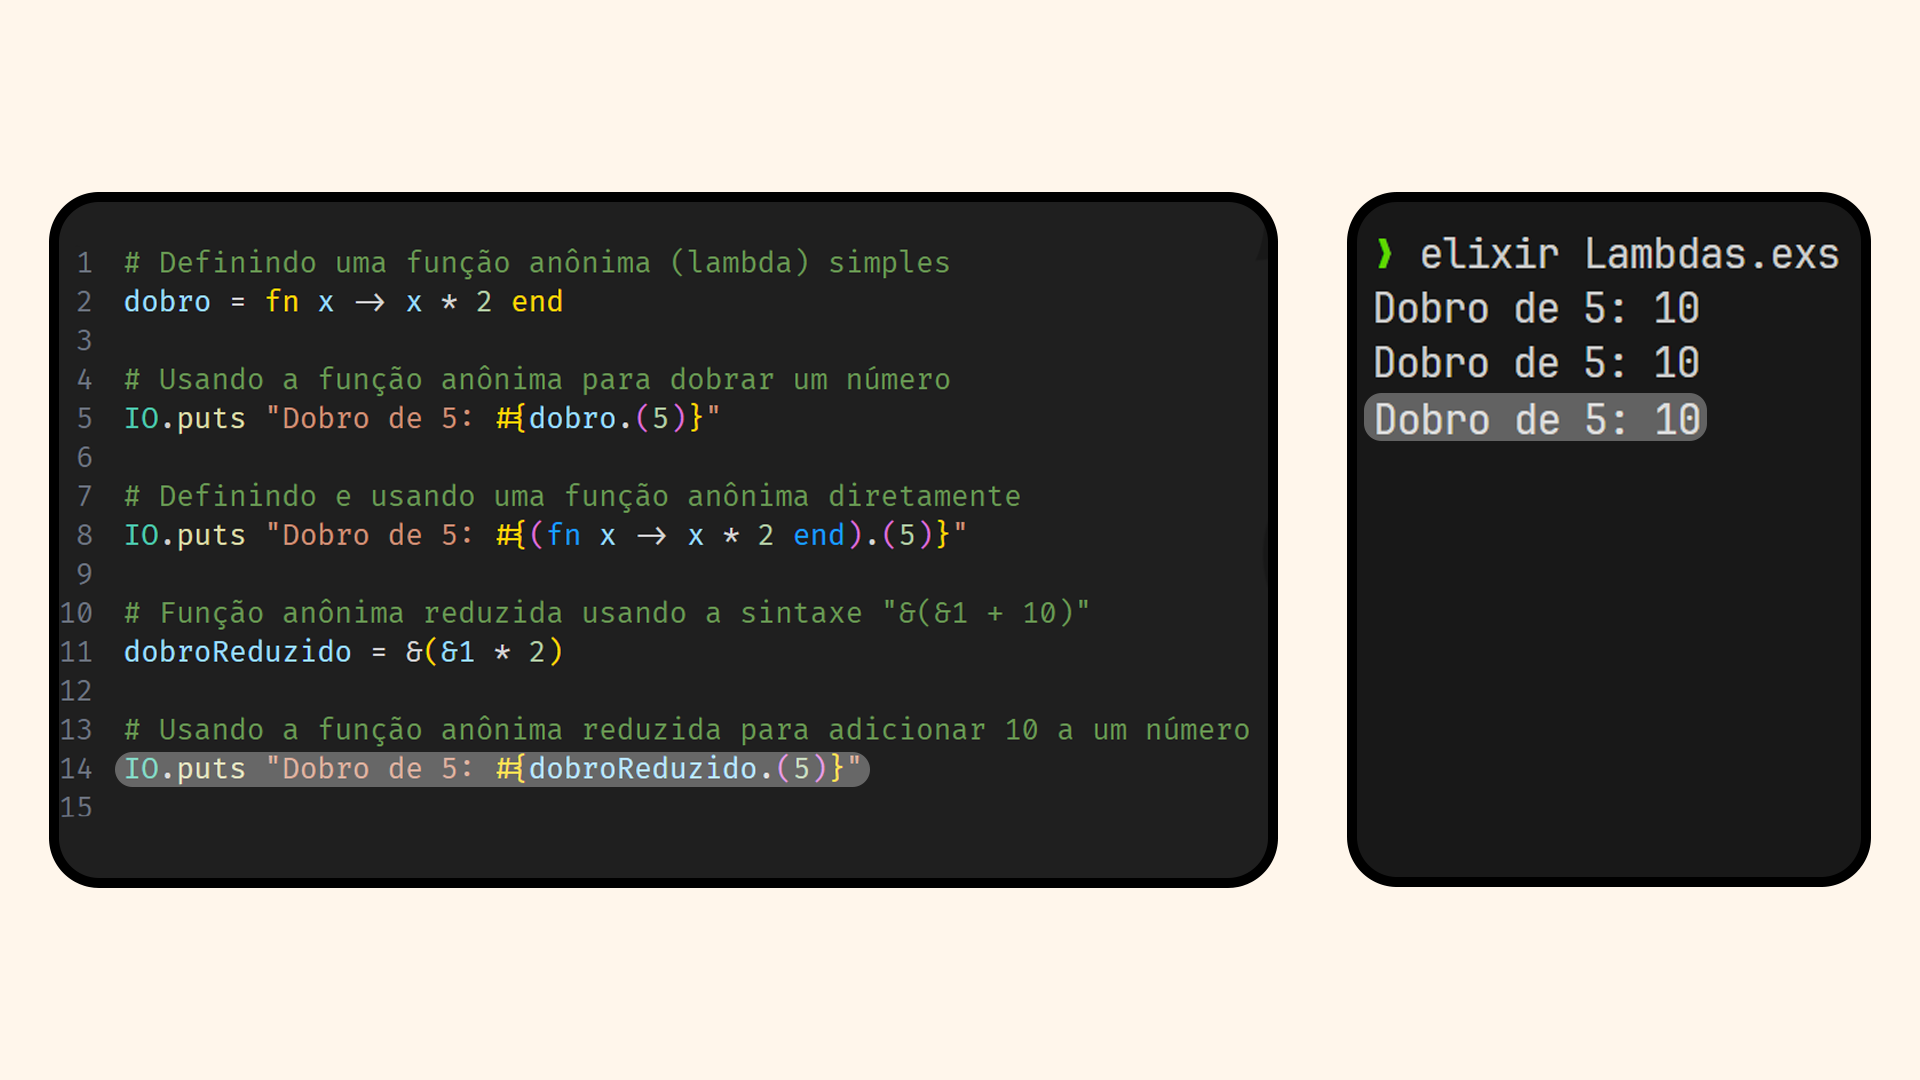 1 # Definindo uma função anônima (lambda) simples
2 dobro = fn x -> x * 2 end
3
4 # Usando a função anônima para dobrar um número
5 IO.puts "Dobro de 5: #{dobro.(5)}"
6
7 # Definindo e usando uma função anônima diretamente
8 IO.puts "Dobro de 5: #{(fn x -> x * 2 end).(5)}"
9
10 # Função anônima reduzida usando a sintaxe "&(&1 + 10)"
11 dobroReduzido = &(&1 * 2)
12
13 # Usando a função anônima reduzida para adicionar 10 a um número
14 IO.puts "Dobro de 5: #{dobroReduzido.(5)}"
15
❯ elixir Lambdas.exs
Dobro de 5: 10
Dobro de 5: 10
Dobro de 5: 10